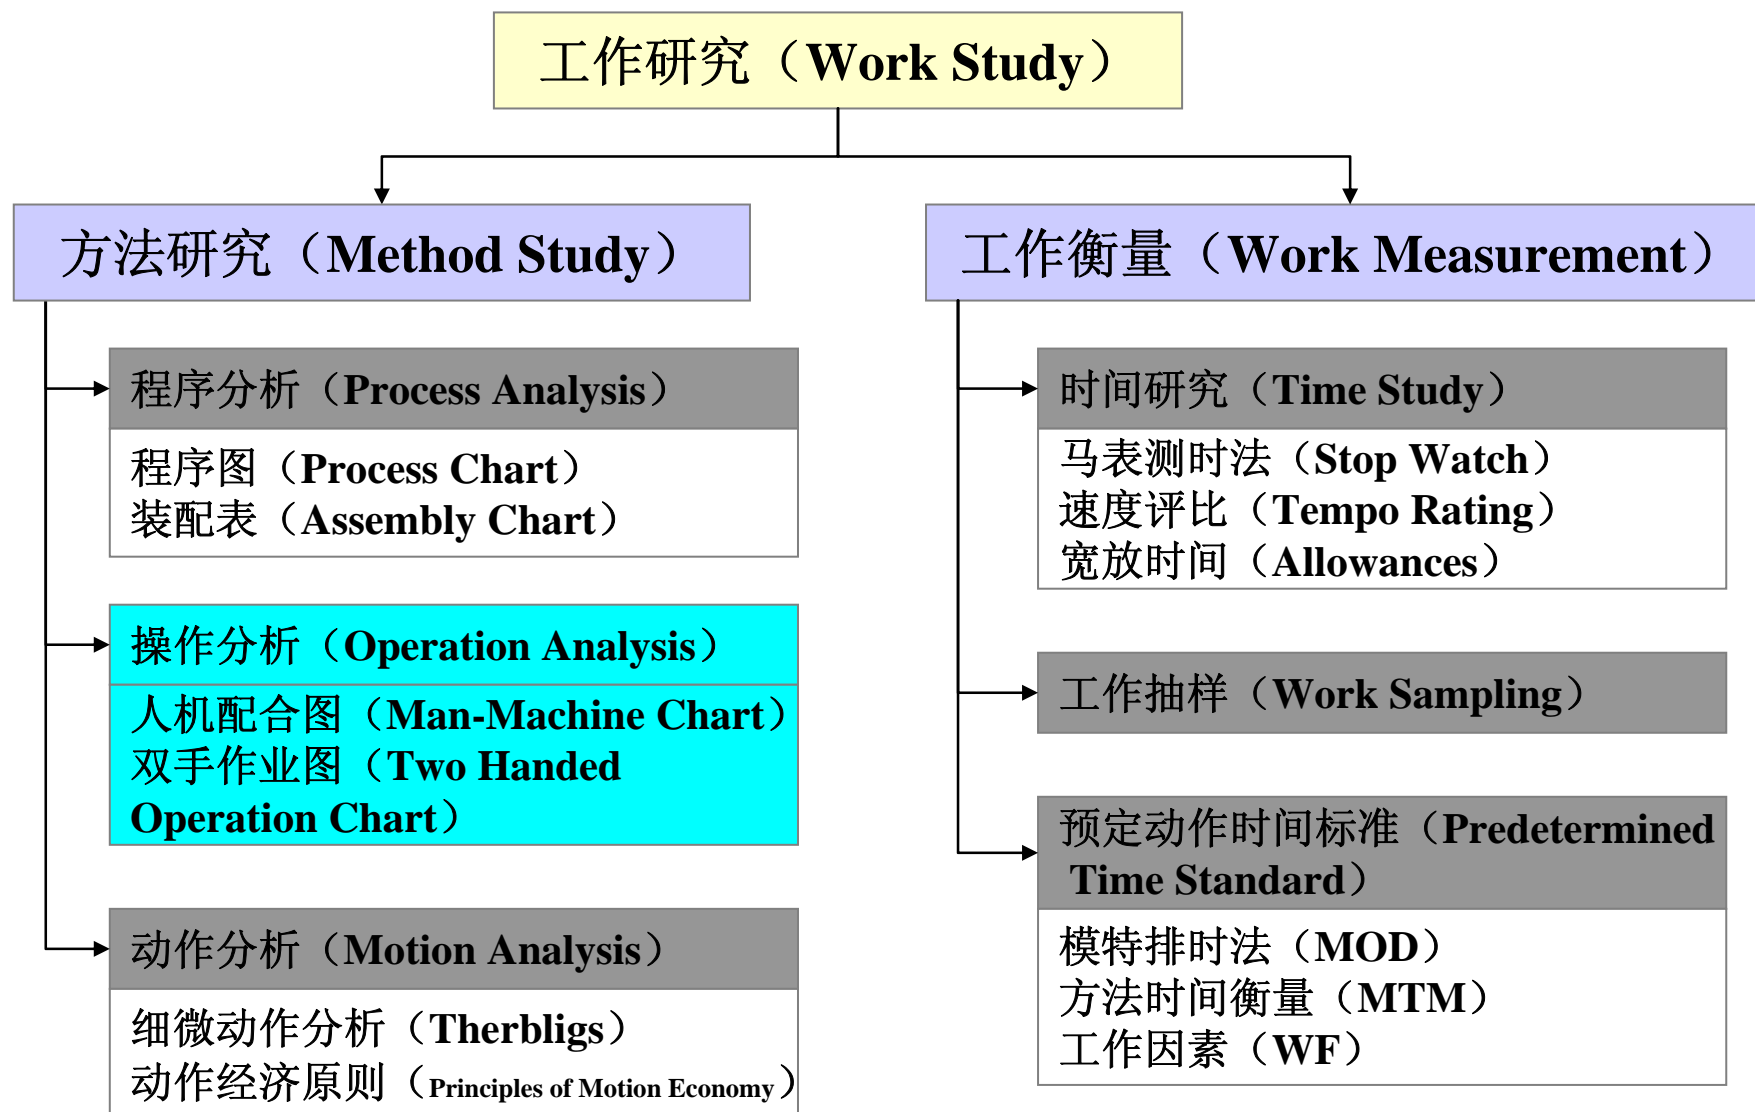 工作研究（Work Study）
方法研究（Method Study）
程序分析（Process Analysis）
程序图（Process Chart）
装配表（Assembly Chart）
操作分析（Operation Analysis）
人机配合图（Man-Machine Chart）
双手作业图（Two Handed
Operation Chart）
动作分析（Motion Analysis）
细微动作分析（Therbligs）
动作经济原则（Principles of Motion Economy）
工作衡量（Work Measurement）
时间研究（Time Study）
马表测时法（Stop Watch）
速度评比（Tempo Rating）
宽放时间（Allowances）
工作抽样（Work Sampling）
预定动作时间标准（Predetermined
Time Standard）
模特排时法（MOD）
方法时间衡量（MTM）
工作因素（WF）